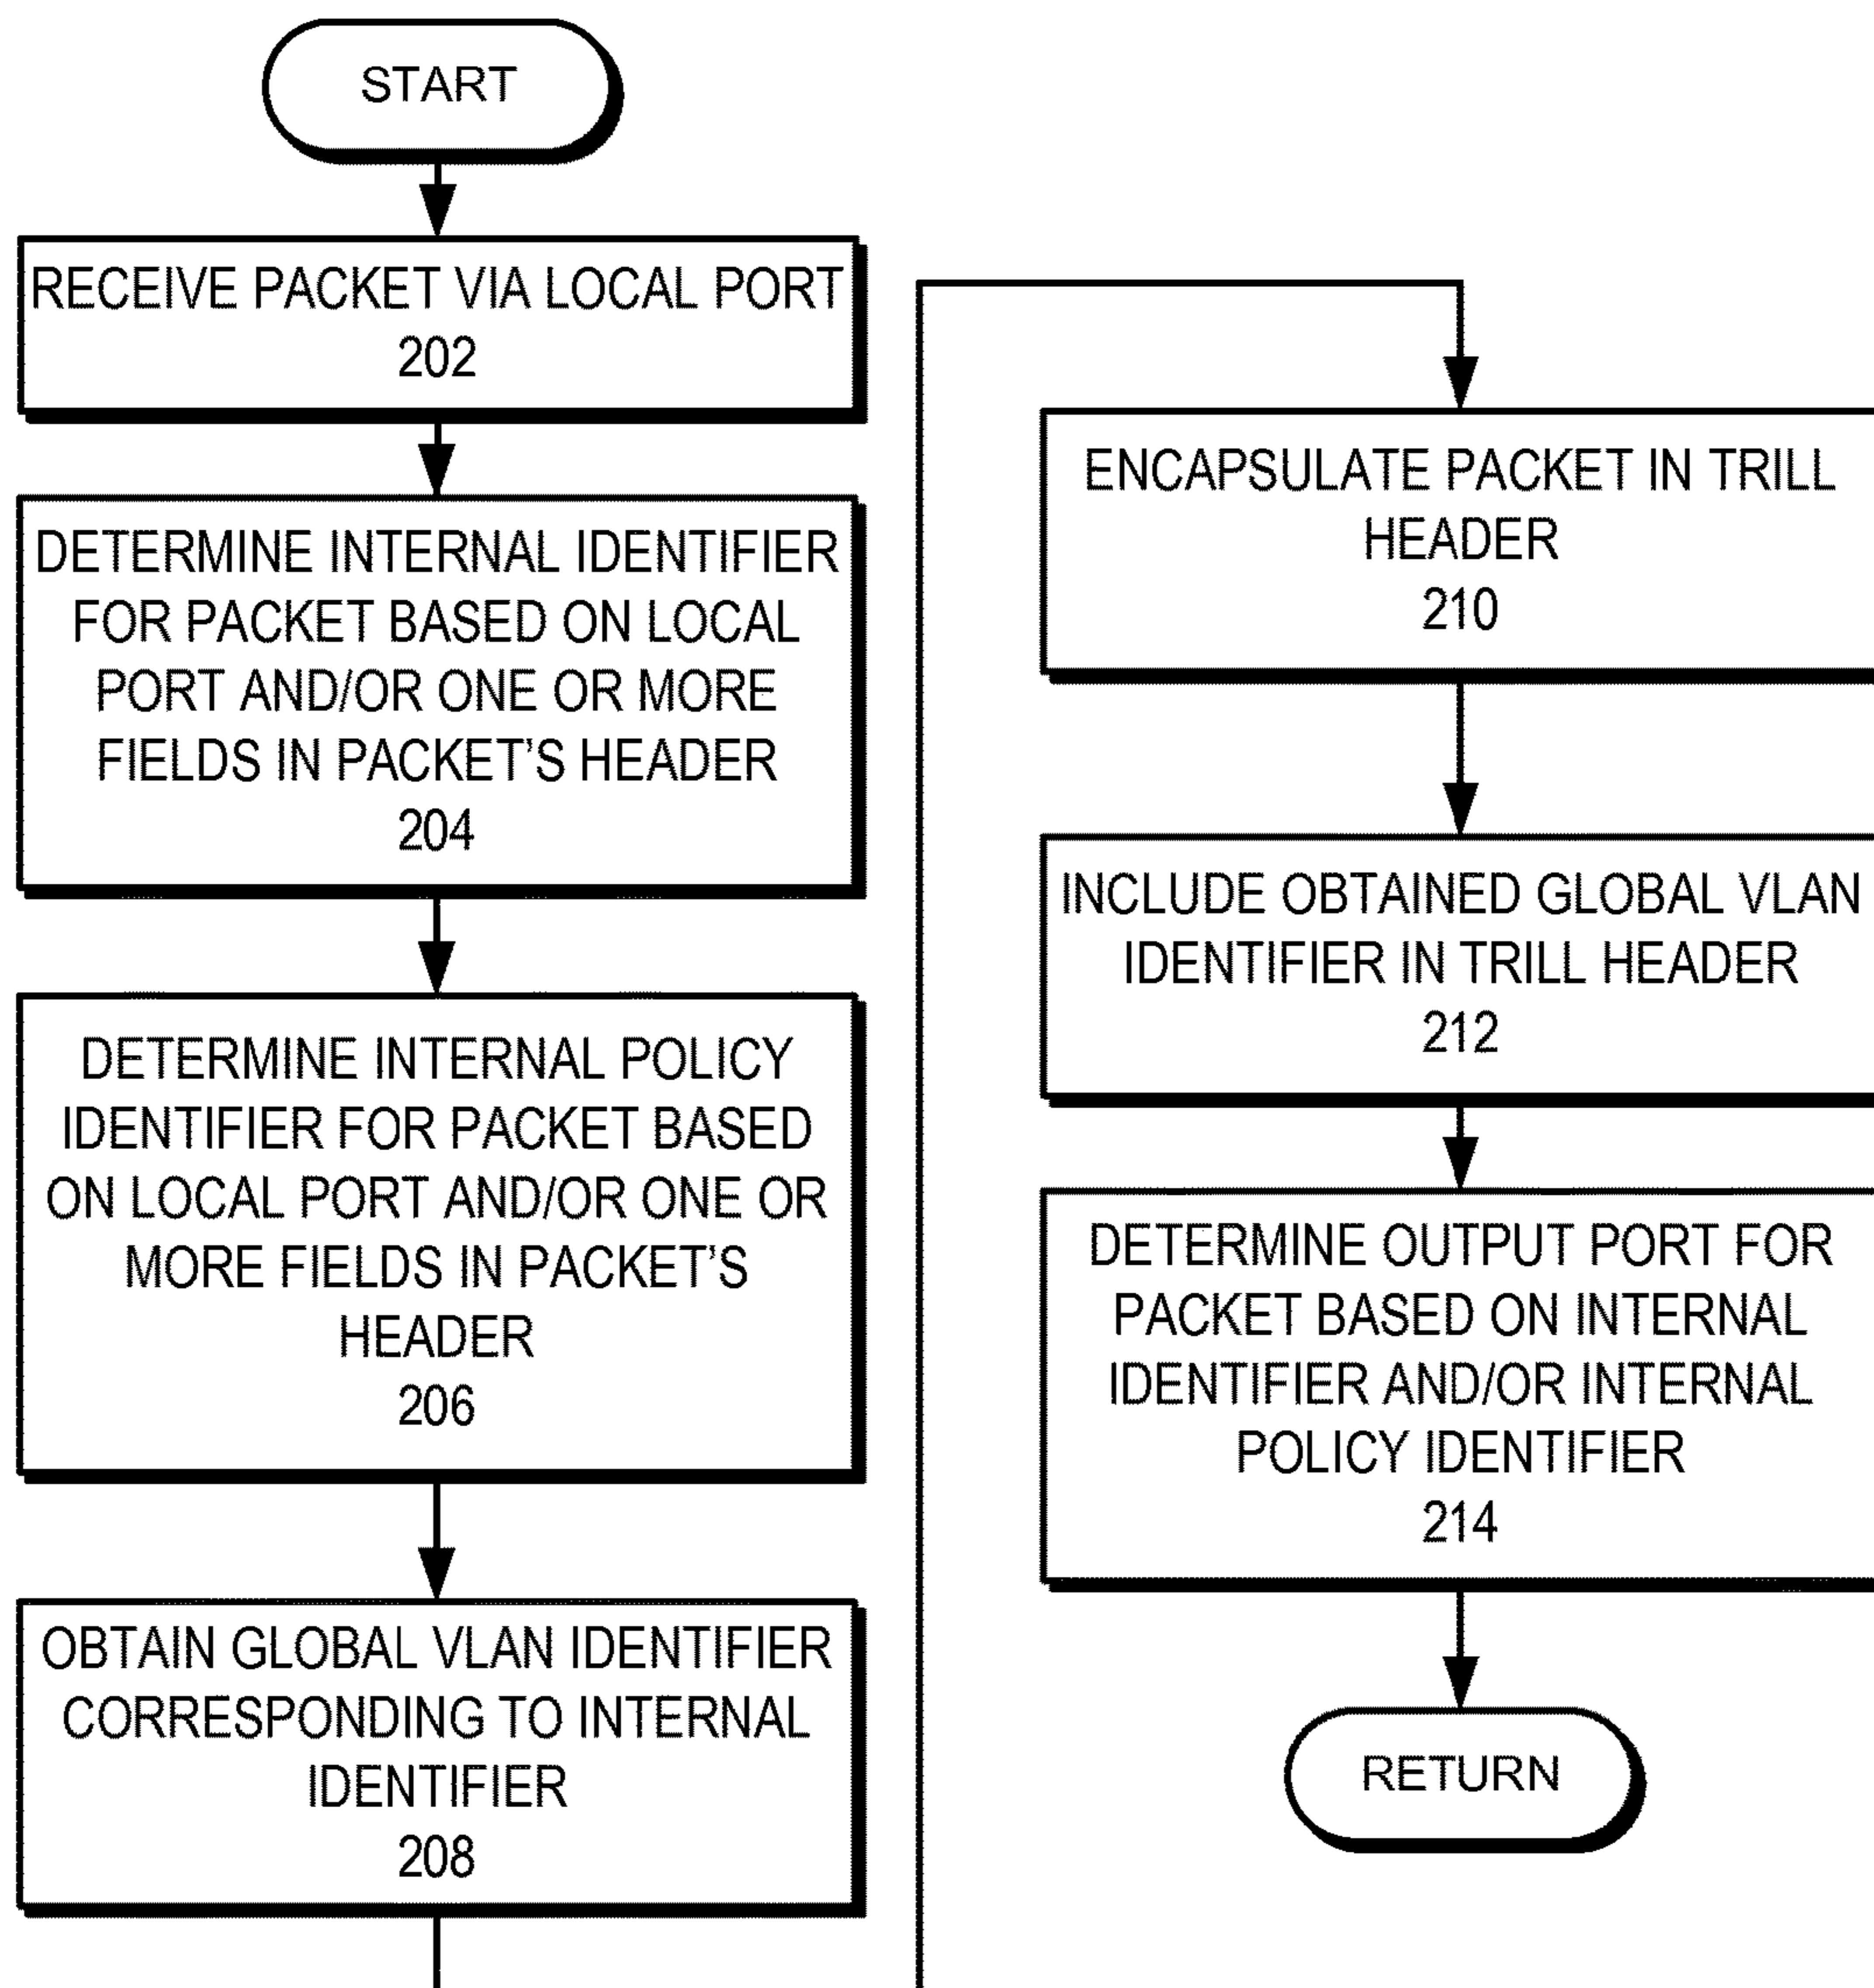 START
RECEIVE PACKET VIA LOCAL PORT
202
DETERMINE INTERNAL IDENTIFIER
FOR PACKET BASED ON LOCAL
PORT AND/OR ONE OR MORE
FIELDS IN PACKET'S HEADER
204
DETERMINE INTERNAL POLICY
IDENTIFIER FOR PACKET BASED
ON LOCAL PORT AND/OR ONE OR
MORE FIELDS IN PACKET'S
HEADER
206
OBTAIN GLOBAL VLAN IDENTIFIER
CORRESPONDING TO INTERNAL
IDENTIFIER
208
ENCAPSULATE PACKET IN TRILL
HEADER
210
INCLUDE OBTAINED GLOBAL VLAN
IDENTIFIER IN TRILL HEADER
212
DETERMINE OUTPUT PORT FOR
PACKET BASED ON INTERNAL
IDENTIFIER AND/OR INTERNAL
POLICY IDENTIFIER
214
RETURN